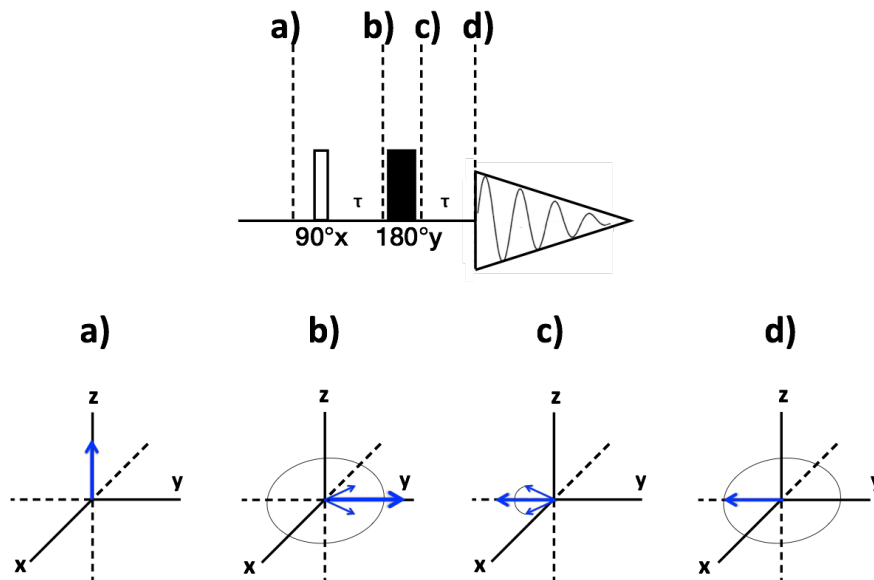 a) b) c) d)
τ τ
90°x 180°y
a) b) c) d)
z z z z
y y y y
x x x x